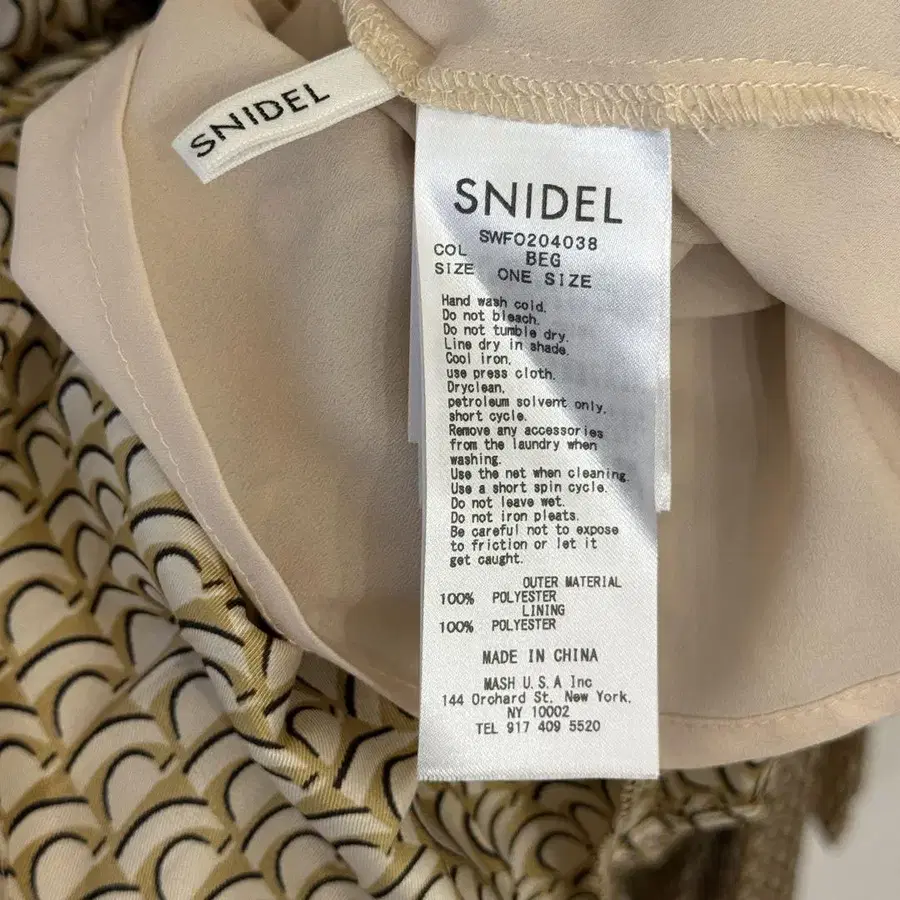 SNIDEL
SNIDEL
SWFO204038
COL BEG
SIZE ONE SIZE
Hand wash cold.
Do not bleach.
Do not tumble dry.
Line dry in shade.
Cool iron.
use press cloth.
Dryclean.
petroleum solvent only.
short cycle.
Remove any accessories
from the laundry when
washing.
Use the net when cleaning.
Use a short spin cycle.
Do not leave wet.
Do not iron pleats.
Be careful not to expose
to friction or let it
get caught.
OUTER MATERIAL
100% POLYESTER
LINING
100% POLYESTER
MADE IN CHINA
MASH U.S.A Inc
144 Orchard St. New York.
NY 10002
TEL 917 409 5520